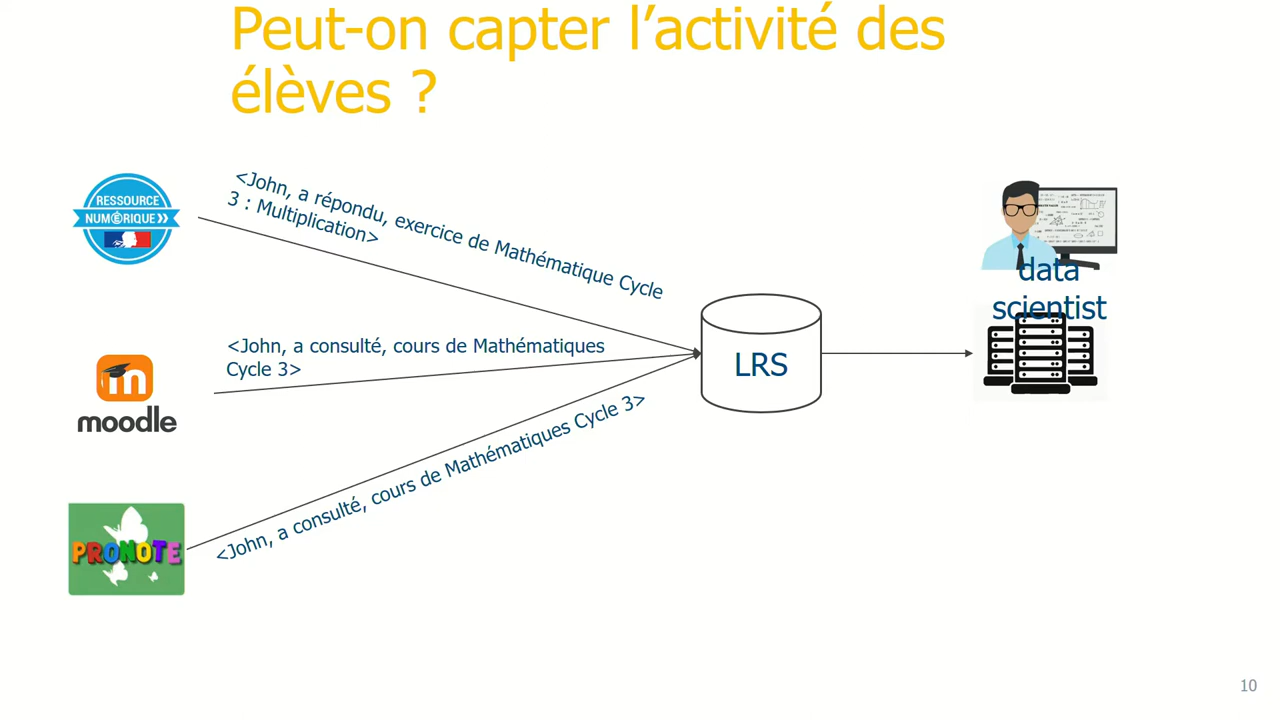 Peut-on capter l’activité des
élèves ?
RESSOURCE
NUMÉRIQUE
<John, a répondu, exercice de Mathématique Cycle
3 : Multiplication>
<John, a consulté, cours de Mathématiques
Cycle 3>
moodle
PRONOTE
<John, a consulté, cours de Mathématiques Cycle 3>
LRS
data
scientist
10